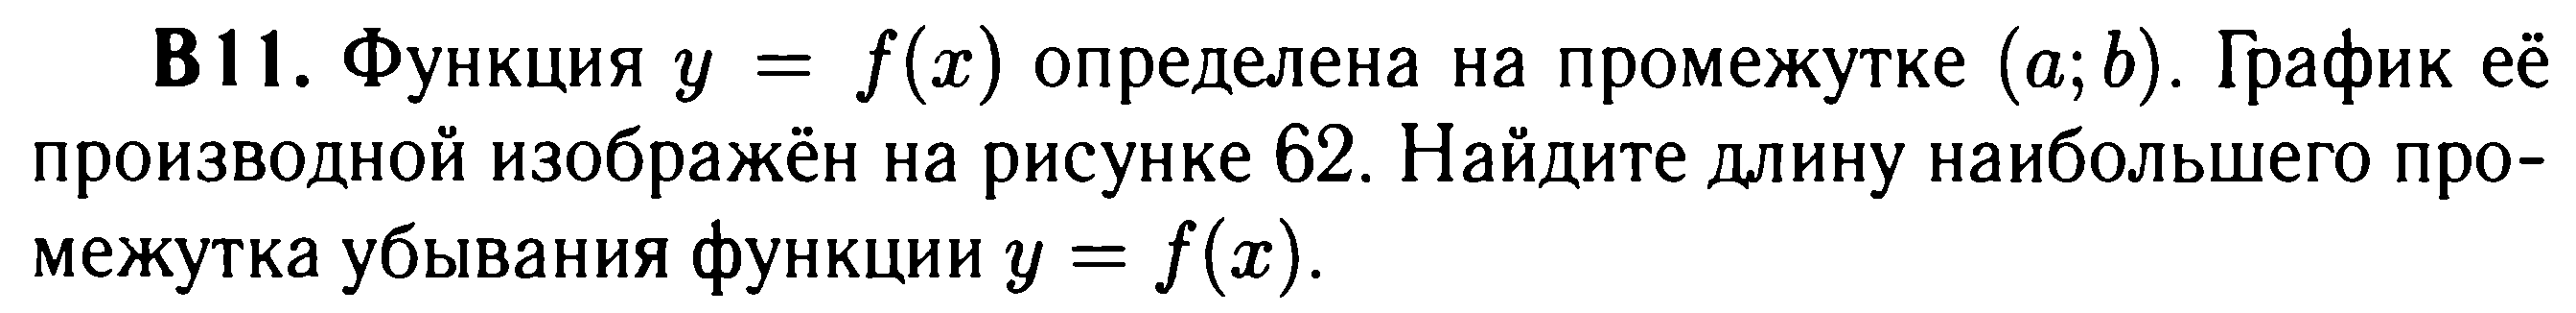 B11. Функция y = f(x) определена на промежутке (a; b). График её
производной изображён на рисунке 62. Найдите длину наибольшего про-
межутка убывания функции y = f(x).